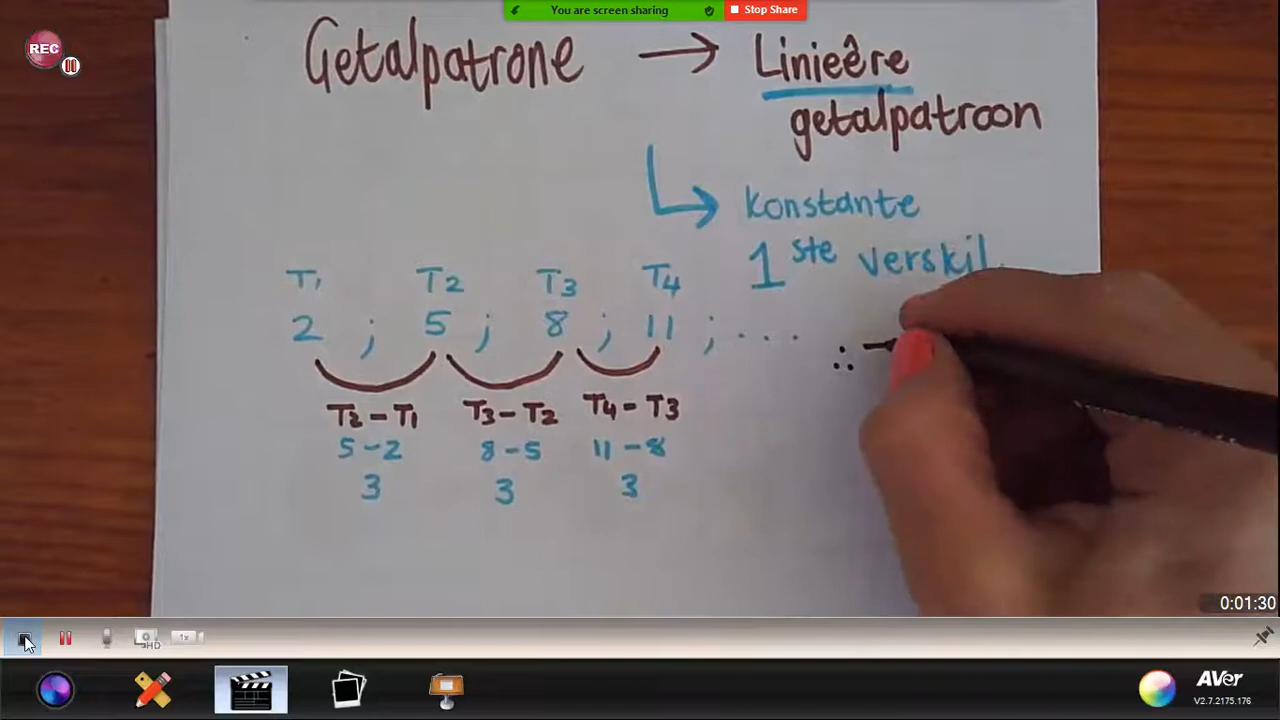 You are screen sharing
Stop Share
REC
Getalpatrone → Linieêre
getalpatroon
konstante
1ste verskil
T1 T2 T3 T4
2 ; 5 ; 8 ; 11 ; ...
∴
T2 - T1 T3 - T2 T4 - T3
5 - 2 8 - 5 11 - 8
3 3 3
0:01:30
HD
1x
AVer
V2.7.2175.176